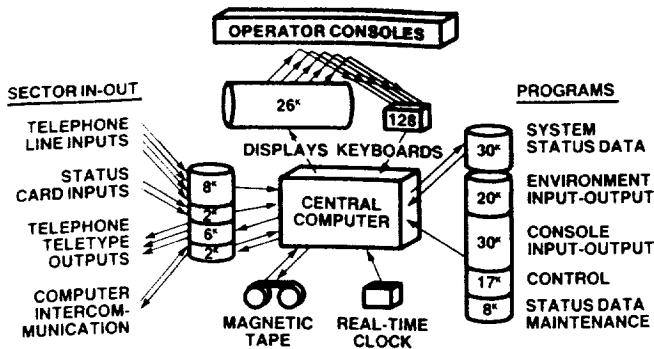 OPERATOR CONSOLES
SECTOR IN-OUT
TELEPHONE
LINE INPUTS
STATUS
CARD INPUTS
TELEPHONE
TELETYPE
OUTPUTS
COMPUTER
INTERCOM-
MUNICATION
8ᴷ
2ᴷ
6ᴷ
2ᴷ
26ᴷ
128
DISPLAYS KEYBOARDS
CENTRAL
COMPUTER
MAGNETIC
TAPE
REAL-TIME
CLOCK
PROGRAMS
30ᴷ
SYSTEM
STATUS DATA
20ᴷ
ENVIRONMENT
INPUT-OUTPUT
30ᴷ
CONSOLE
INPUT-OUTPUT
17ᴷ
CONTROL
8ᴷ
STATUS DATA
MAINTENANCE